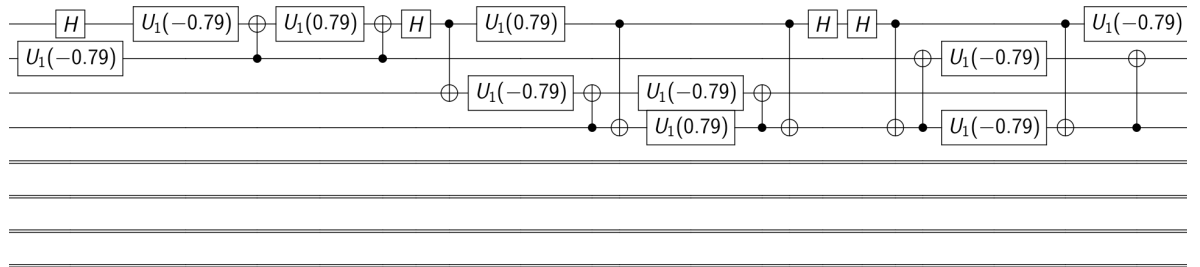 H U₁(−0.79) U₁(0.79) H U₁(0.79) H H U₁(−0.79)
U₁(−0.79) U₁(−0.79)
U₁(−0.79) U₁(−0.79)
U₁(0.79) U₁(−0.79)